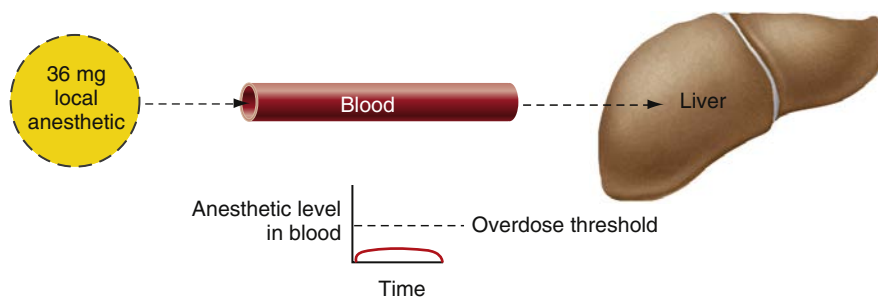 36 mg
local
anesthetic
Blood
Liver
Anesthetic level
in blood
Overdose threshold
Time